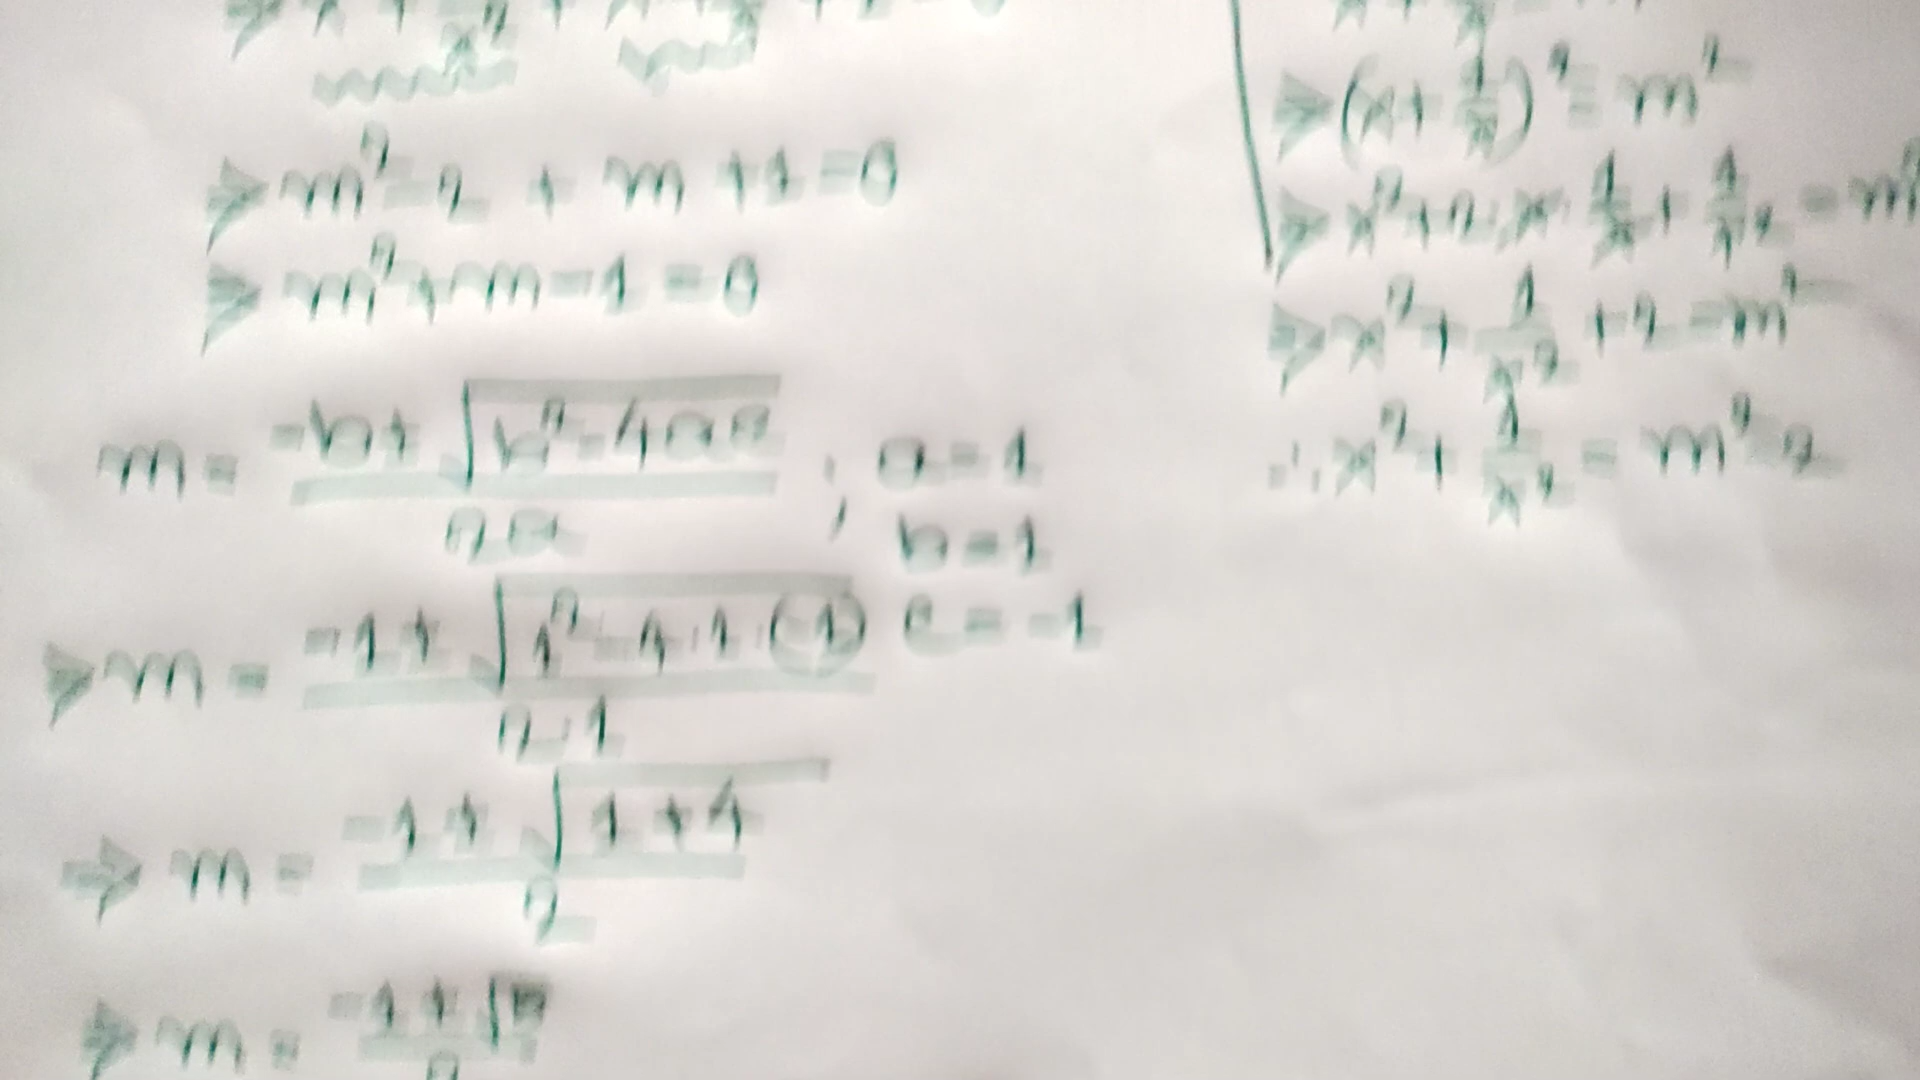 ⇒ m² - 2 + m + 1 = 0
⇒ m² + m - 1 = 0
m = (-b ± √(b² - 4ac)) / 2a ; a = 1
b = 1
c = -1
⇒ m = (-1 ± √(1² - 4·1·(-1))) / 2·1
⇒ m = (-1 ± √(1 + 4)) / 2
⇒ m = (-1 ± √5) / 2
⇒ (x + 1/x)² = m²
⇒ x² + 2·x·1/x + 1/x² = m²
⇒ x² + 1/x² + 2 = m²
∴ x² + 1/x² = m² - 2